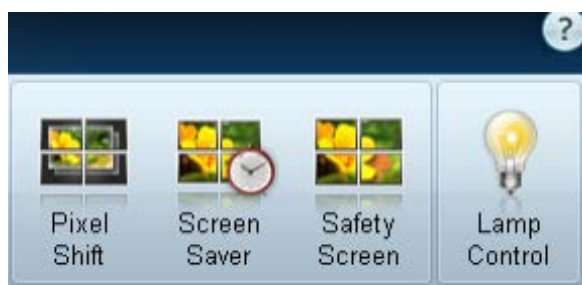 ?
Pixel Shift
Screen Saver
Safety Screen
Lamp Control